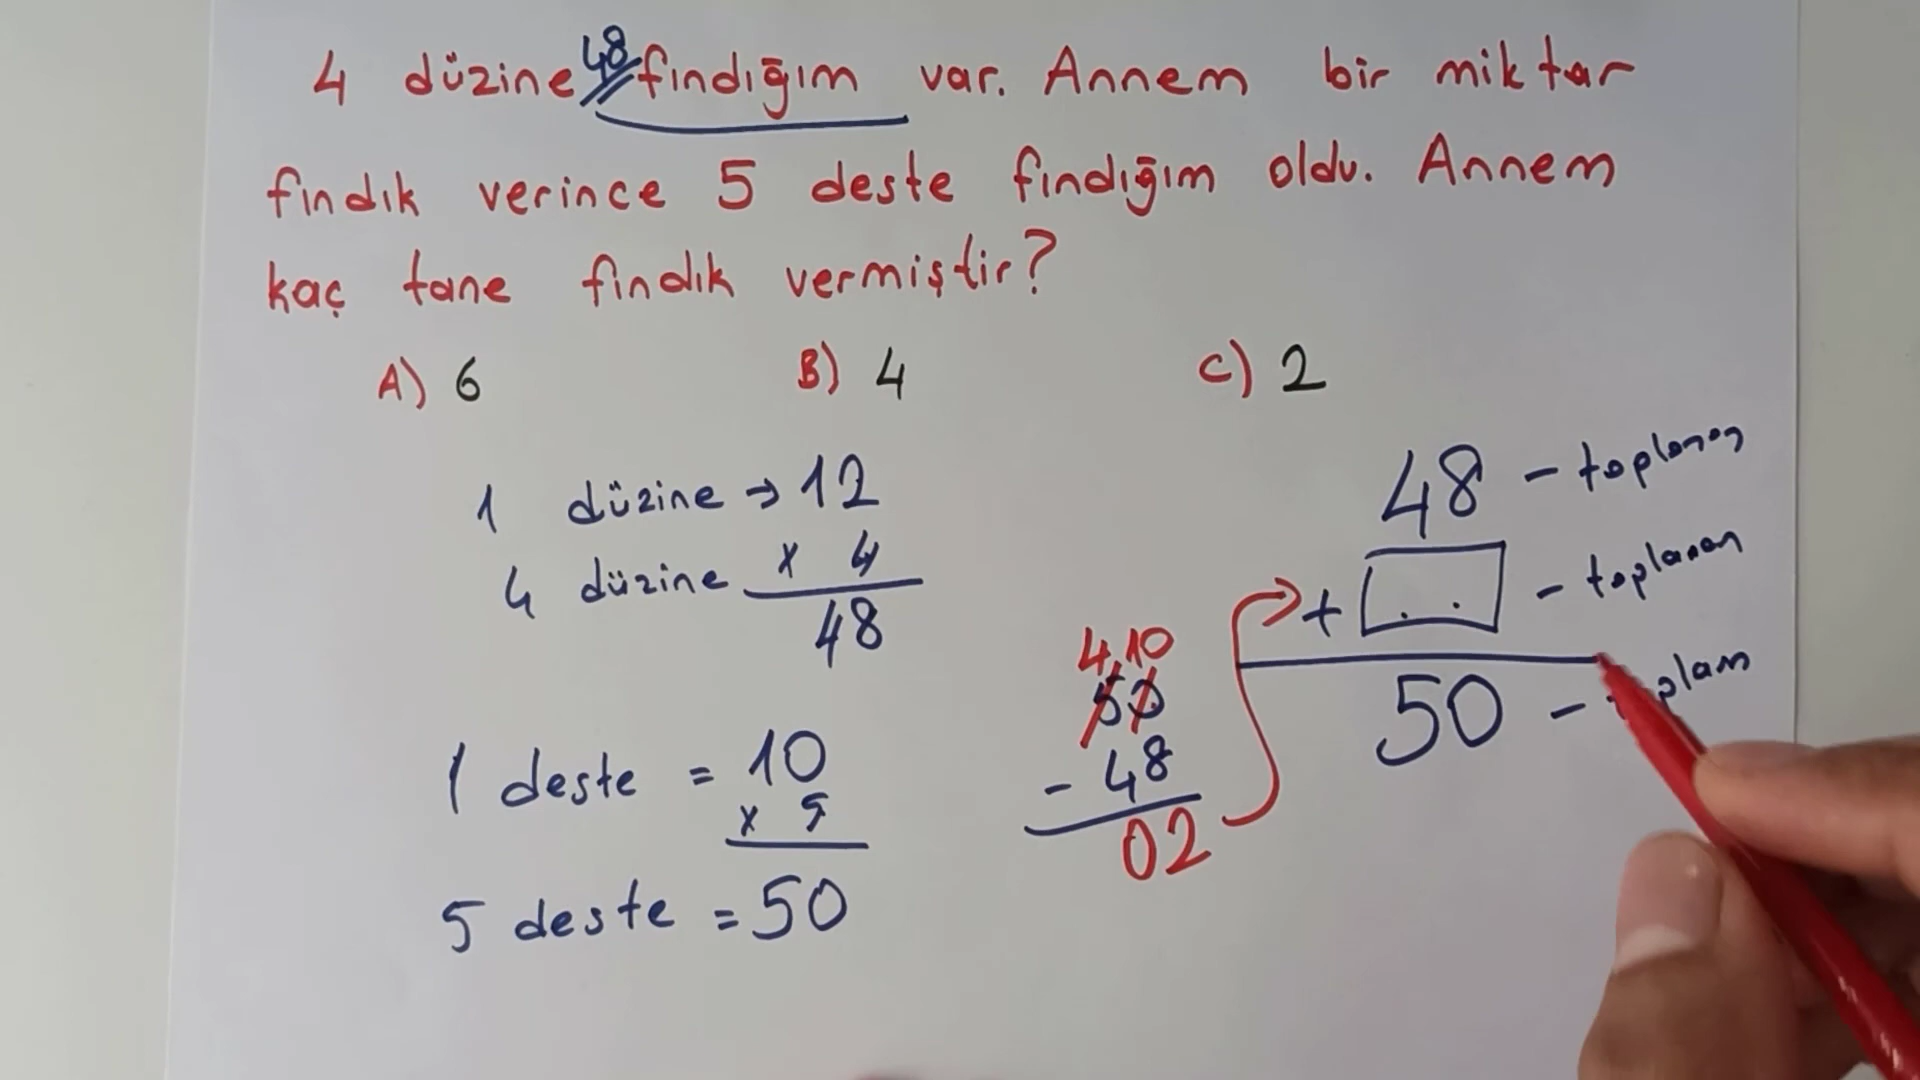 4 düzine 48 fındığım var. Annem bir miktar
fındık verince 5 deste fındığım oldu. Annem
kaç tane fındık vermiştir?
A) 6 B) 4 C) 2
1 düzine → 12
4 düzine x 4
48
1 deste = 10
x 5
5 deste = 50
4 10
50
- 48
02
48 - toplanan
+ . . - toplanan
50 -